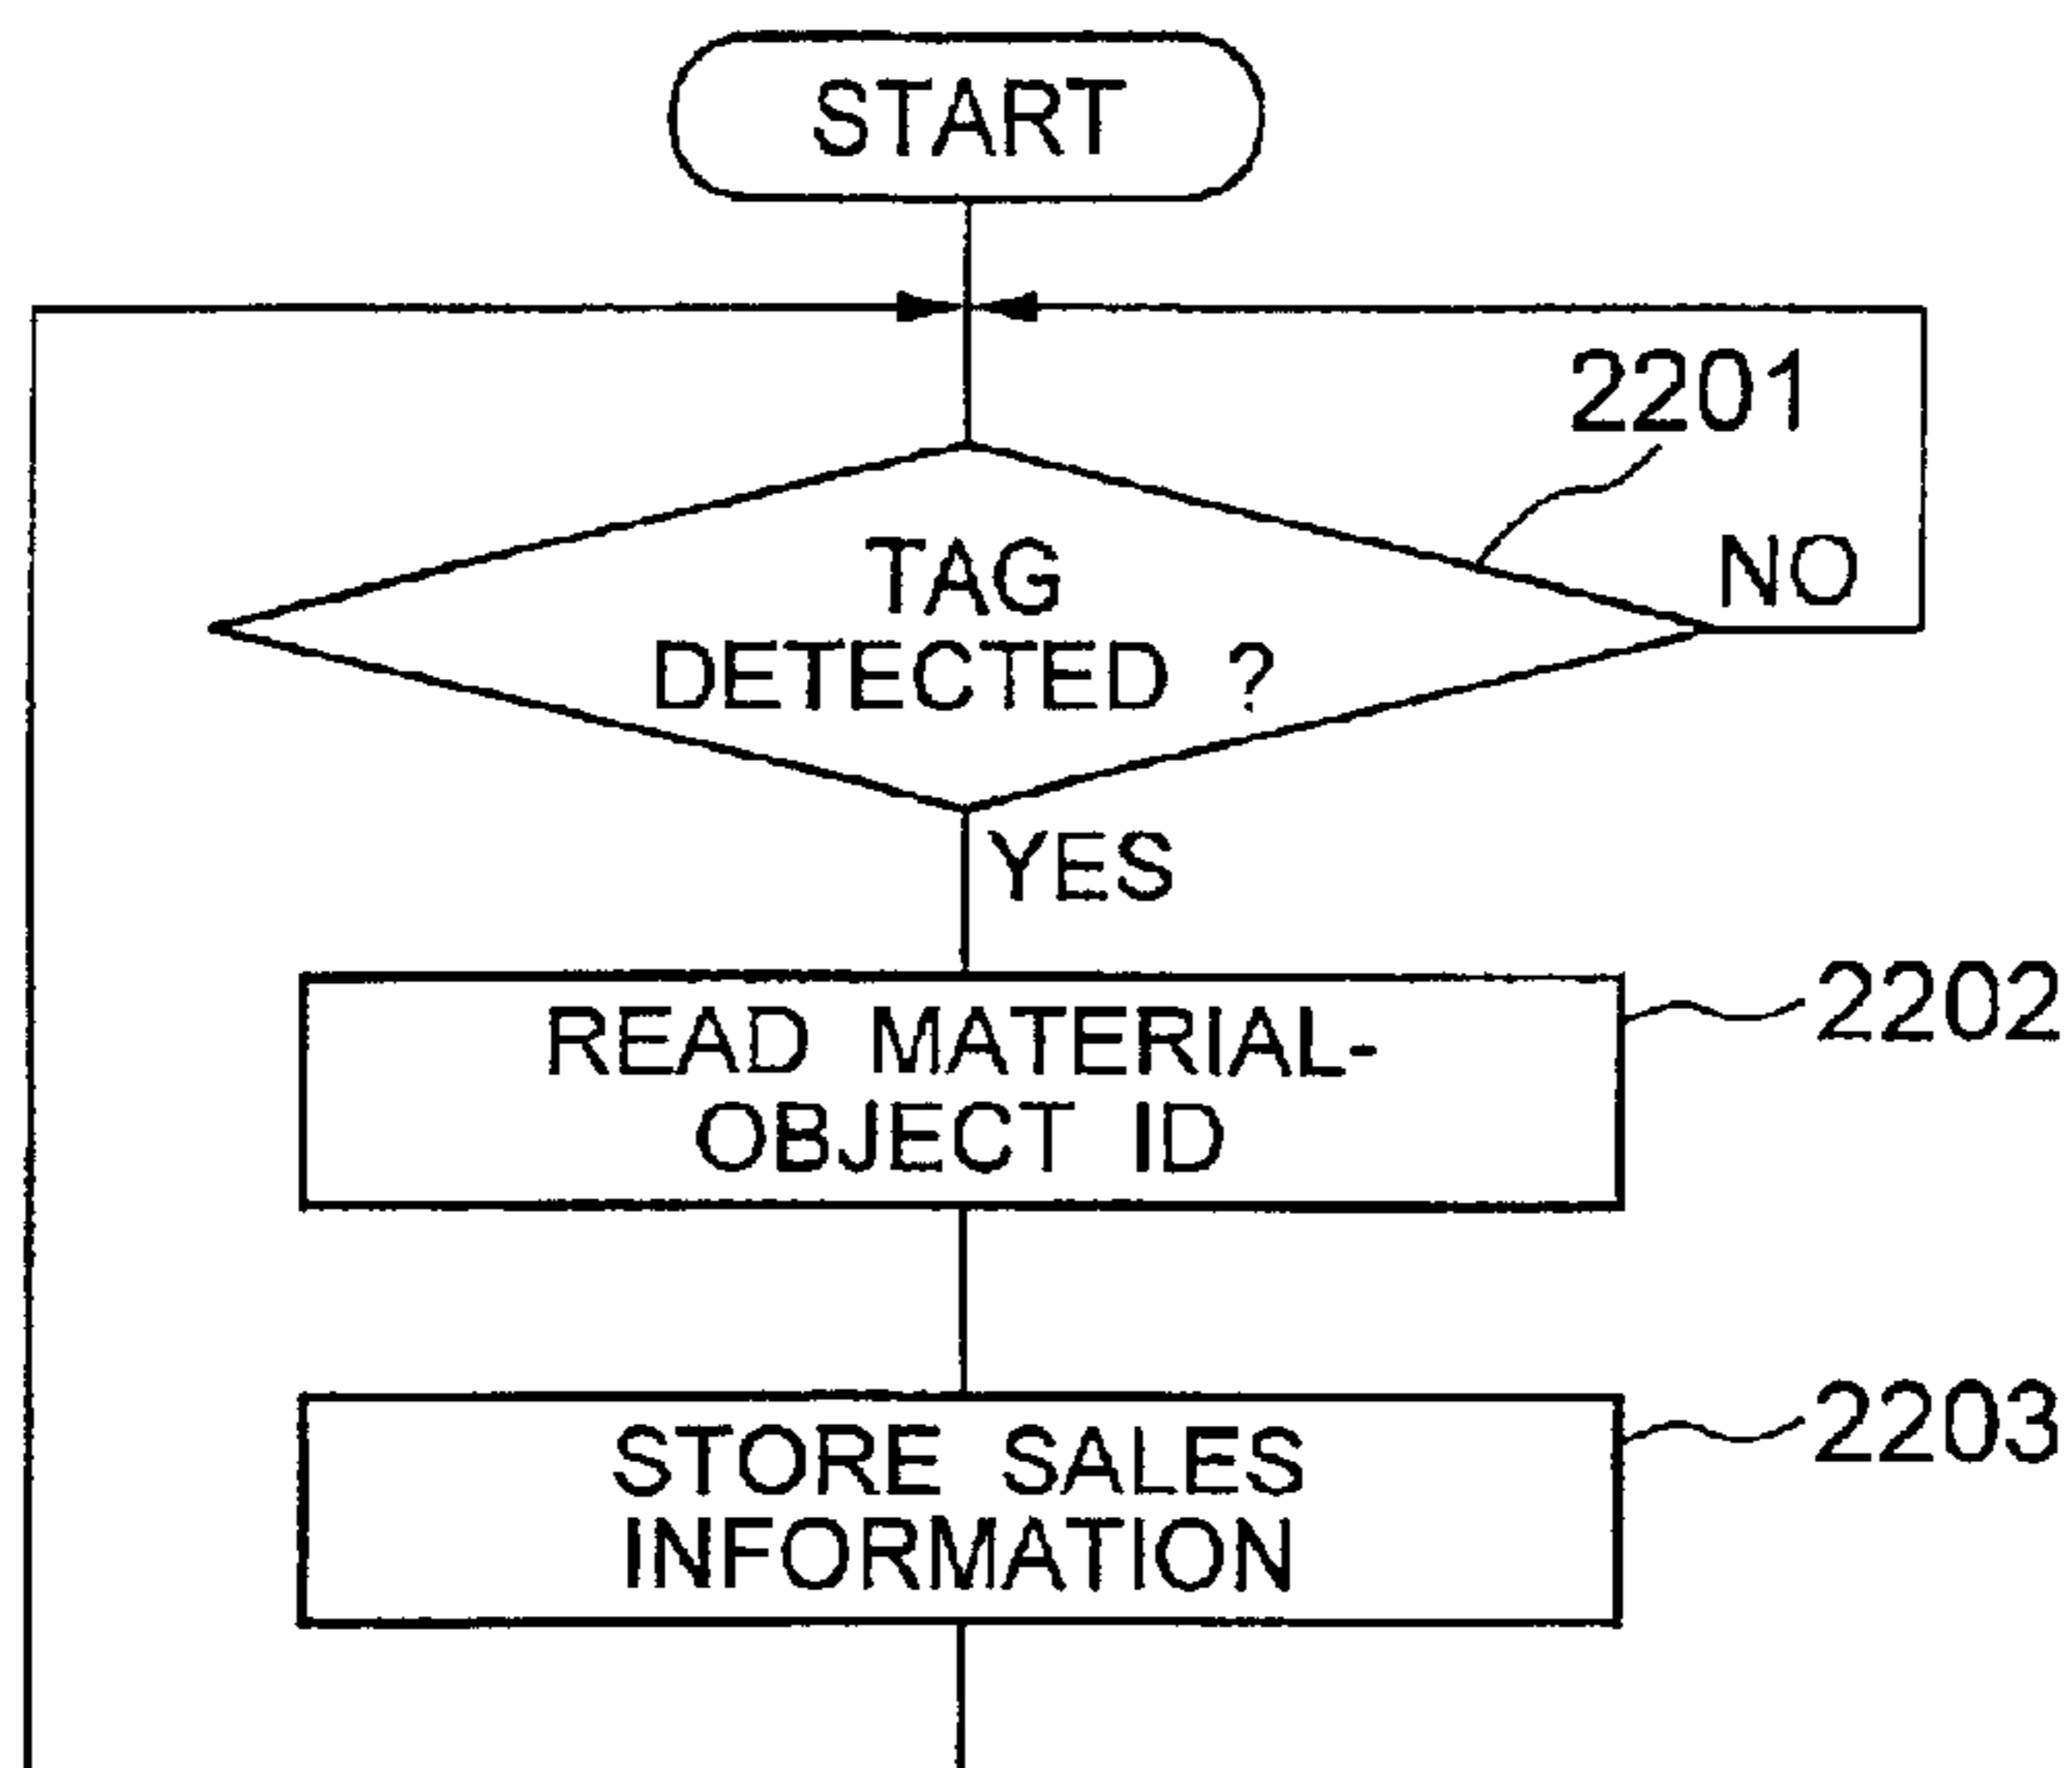 START
2201
TAG
NO
DETECTED ?
YES
READ MATERIAL-
OBJECT ID
2202
STORE SALES
INFORMATION
2203